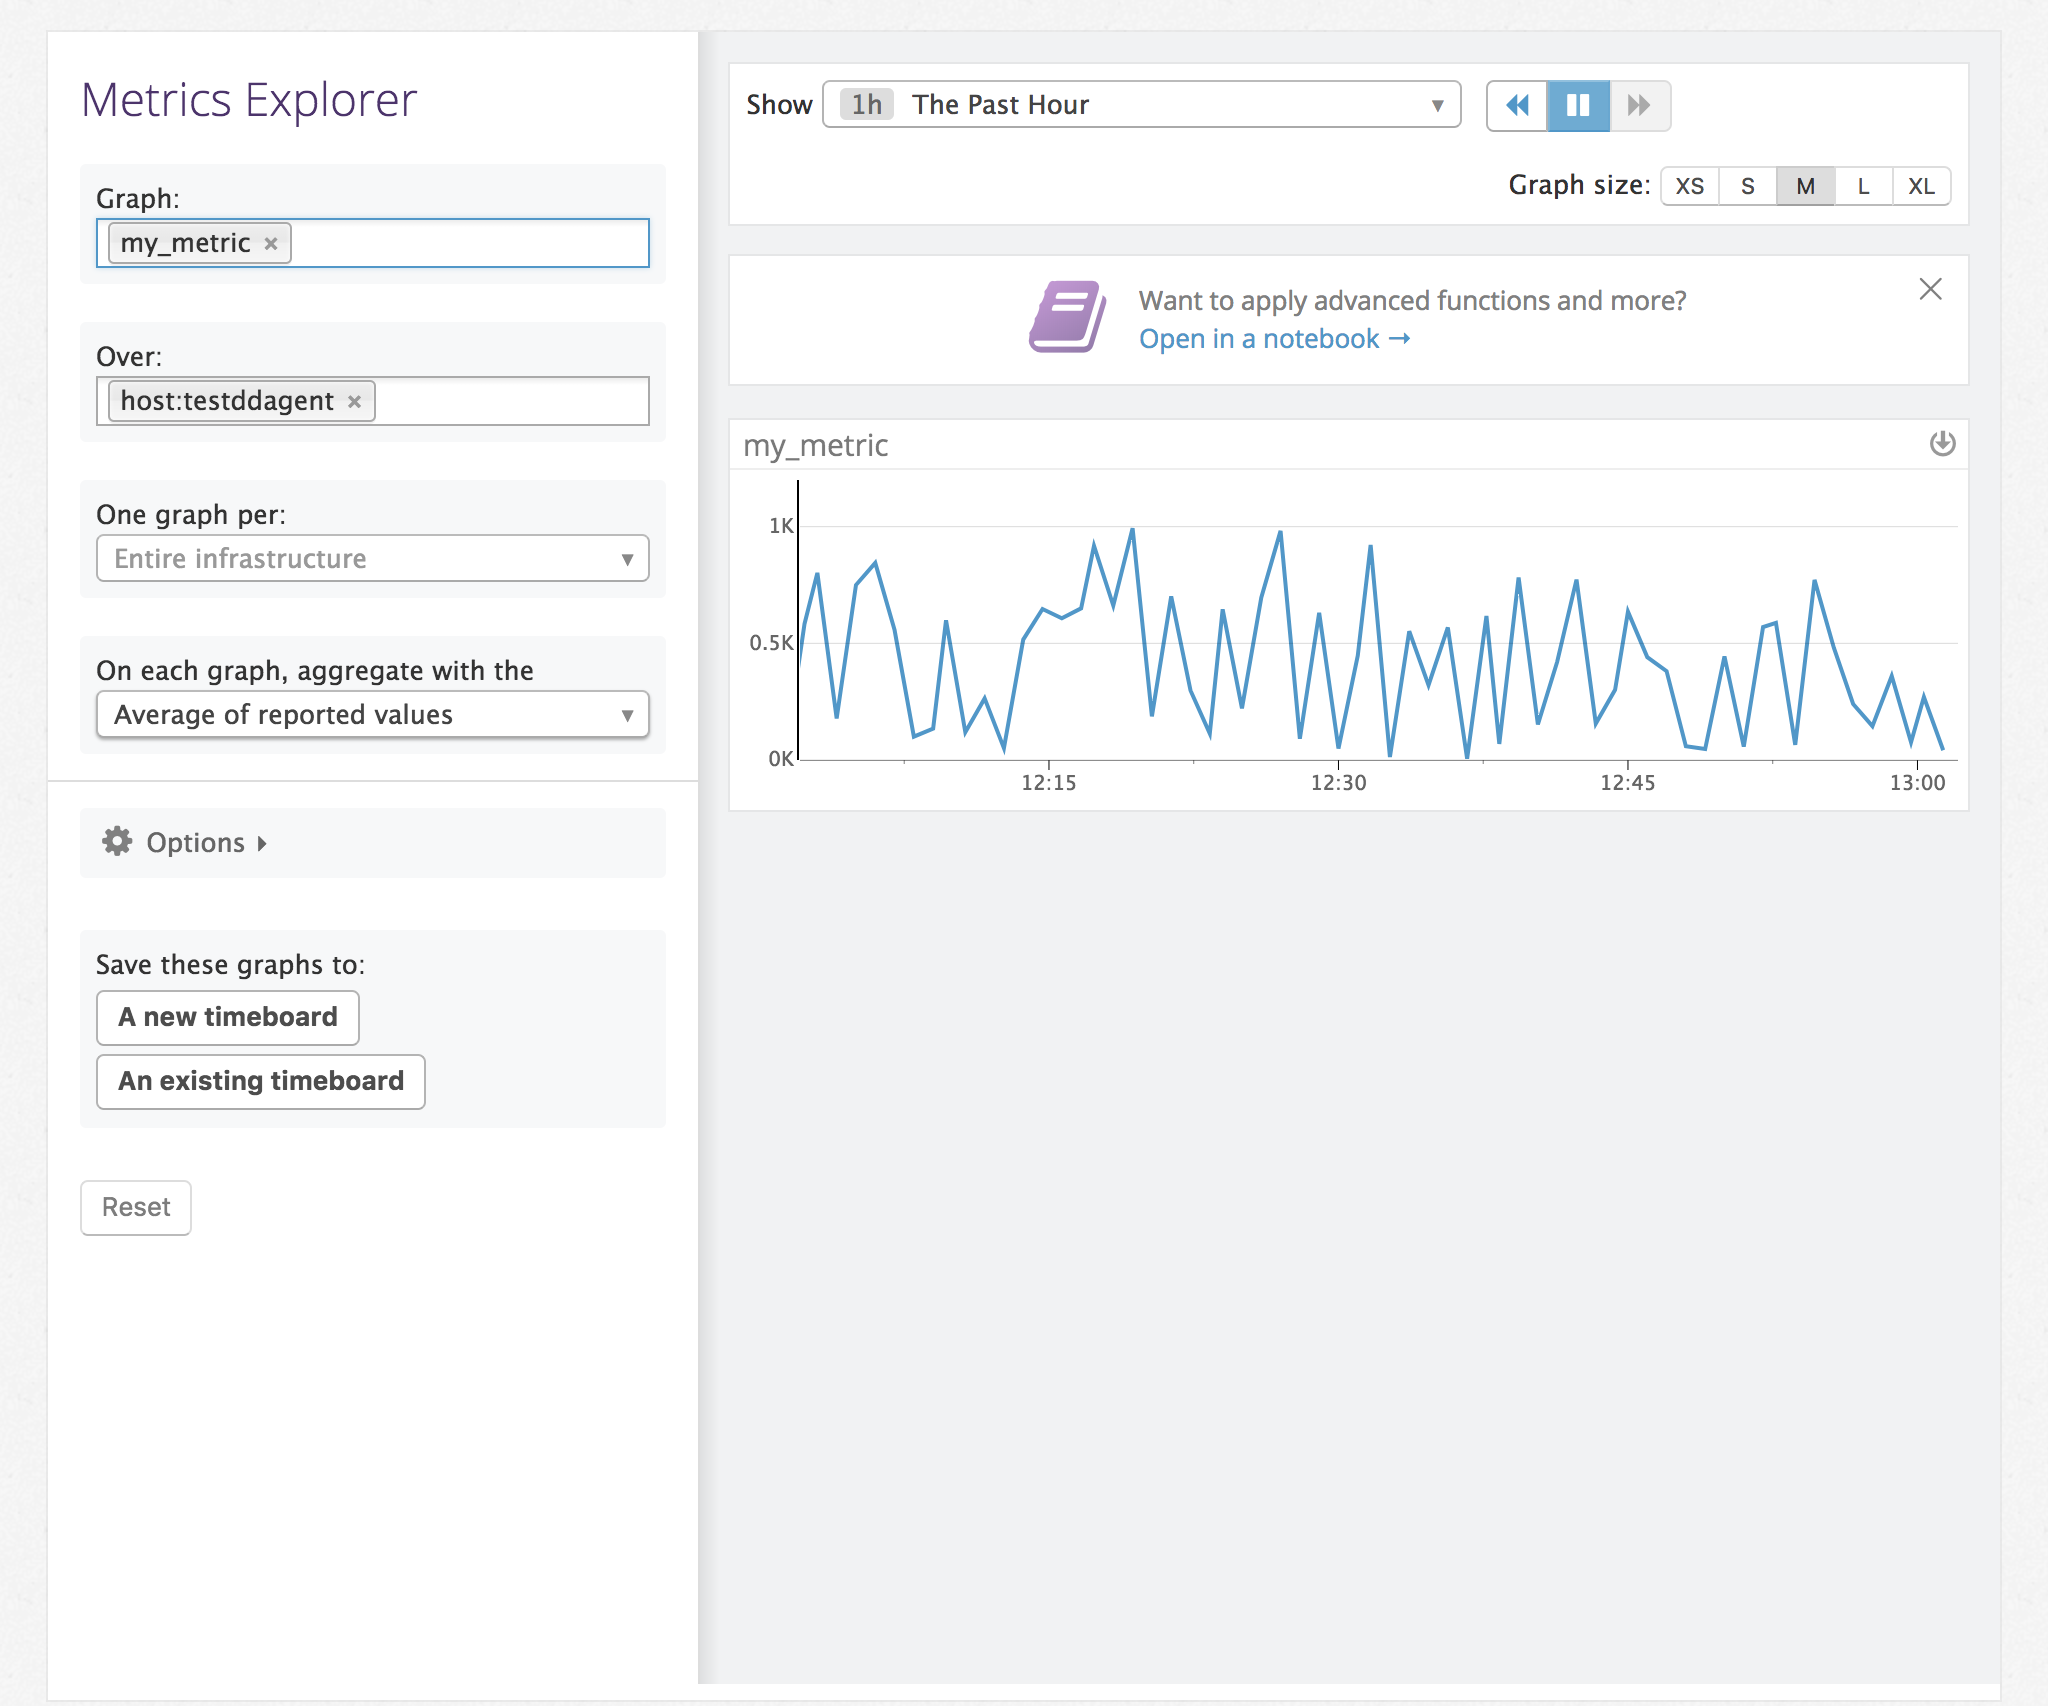 Metrics Explorer
Graph:
my_metric ×
Over:
host:testddagent ×
One graph per:
Entire infrastructure
On each graph, aggregate with the
Average of reported values
Options
Save these graphs to:
A new timeboard
An existing timeboard
Reset
Show 1h The Past Hour
Graph size: XS S M L XL
Want to apply advanced functions and more?
Open in a notebook →
my_metric
1K
0.5K
0K
12:15 12:30 12:45 13:00